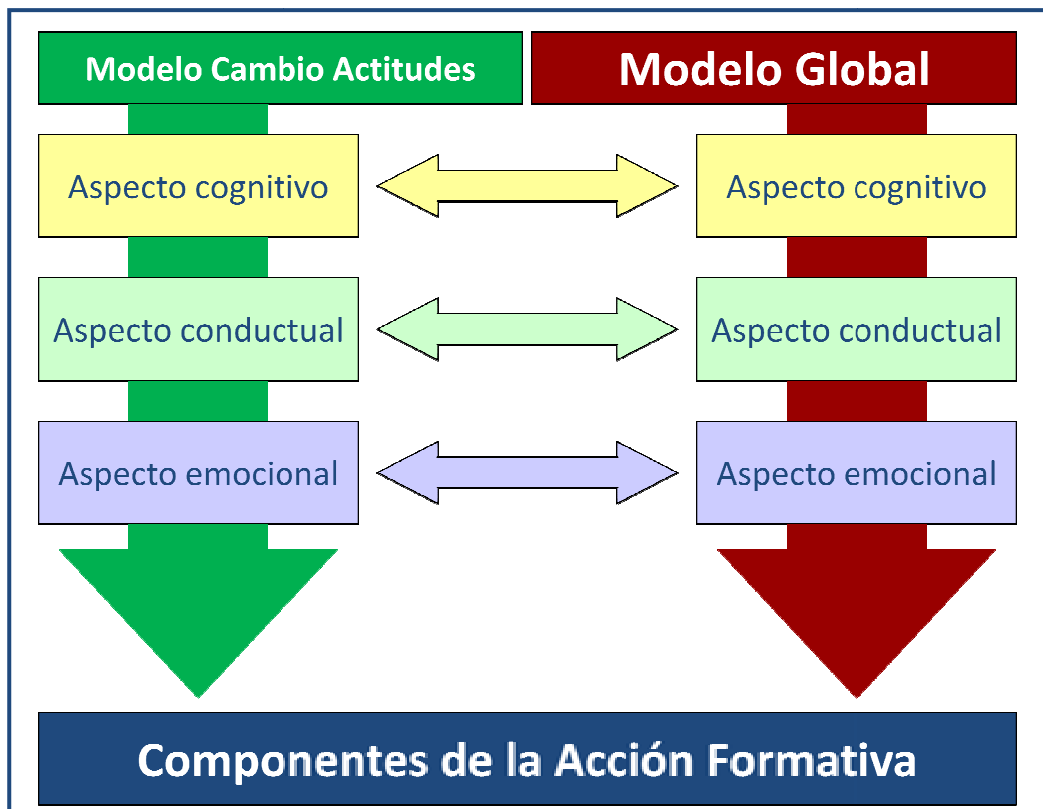 Modelo Cambio Actitudes
Modelo Global
Aspecto cognitivo
Aspecto cognitivo
Aspecto conductual
Aspecto conductual
Aspecto emocional
Aspecto emocional
Componentes de la Acción Formativa